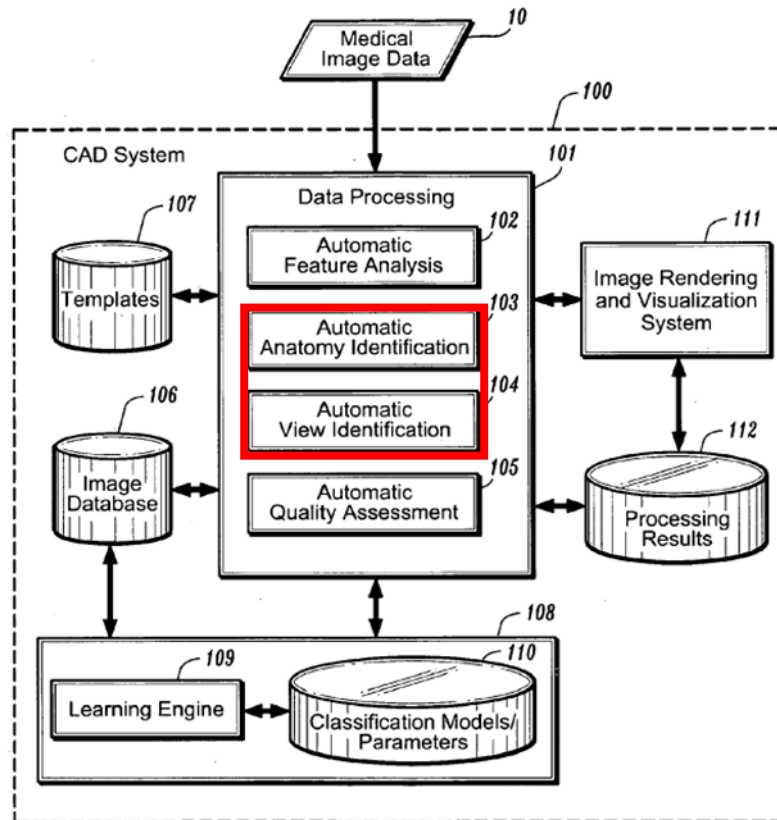 10
Medical
Image Data
100
CAD System
101
Data Processing
107
102
Automatic
Feature Analysis
111
Templates
Image Rendering
and Visualization
System
103
Automatic
Anatomy Identification
106
104
Automatic
View Identification
112
Image
Database
105
Automatic
Quality Assessment
Processing
Results
108
109
110
Learning Engine
Classification Models/
Parameters